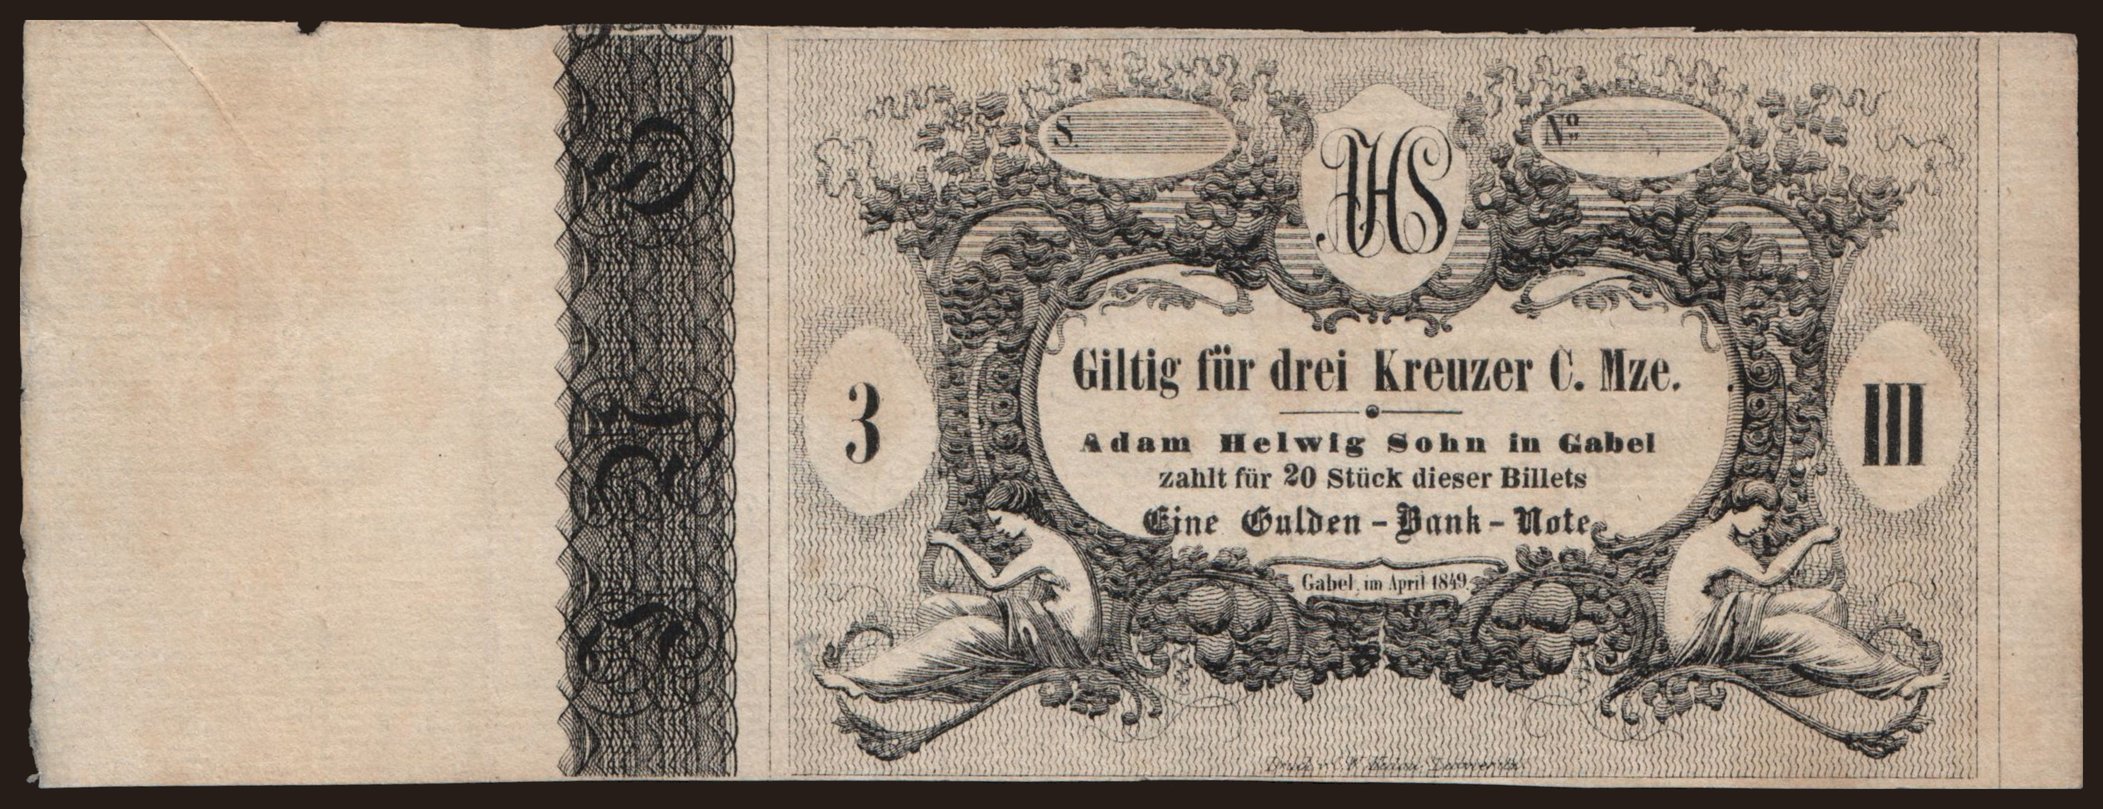 S. Nº
AHS
Giltig für drei Kreuzer C. Mze.
3 III
Adam Helwig Sohn in Gabel
zahlt für 20 Stück dieser Billets
Eine Gulden-Bank-Note.
Gabel, im April 1849.
Druck v. C. W.